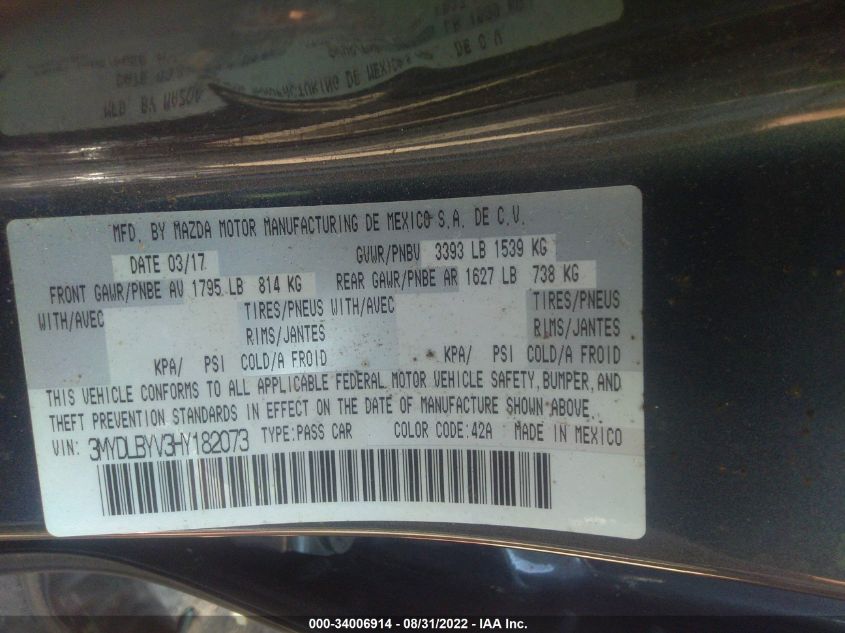 MFD. BY MAZDA MOTOR MANUFACTURING DE MEXICO S.A. DE C.V.
DATE 03/17 GVWR/PNBV 3393 LB 1539 KG
FRONT GAWR/PNBE AV 1795 LB 814 KG REAR GAWR/PNBE AR 1627 LB 738 KG
WITH/AVEC TIRES/PNEUS WITH/AVEC TIRES/PNEUS
RIMS/JANTES RIMS/JANTES
KPA/ PSI COLD/A FROID KPA/ PSI COLD/A FROID
THIS VEHICLE CONFORMS TO ALL APPLICABLE FEDERAL MOTOR VEHICLE SAFETY, BUMPER, AND
THEFT PREVENTION STANDARDS IN EFFECT ON THE DATE OF MANUFACTURE SHOWN ABOVE.
VIN: 3MYDLBYV3HY182073 TYPE:PASS CAR COLOR CODE:42A MADE IN MEXICO
000-34006914 - 08/31/2022 - IAA Inc.